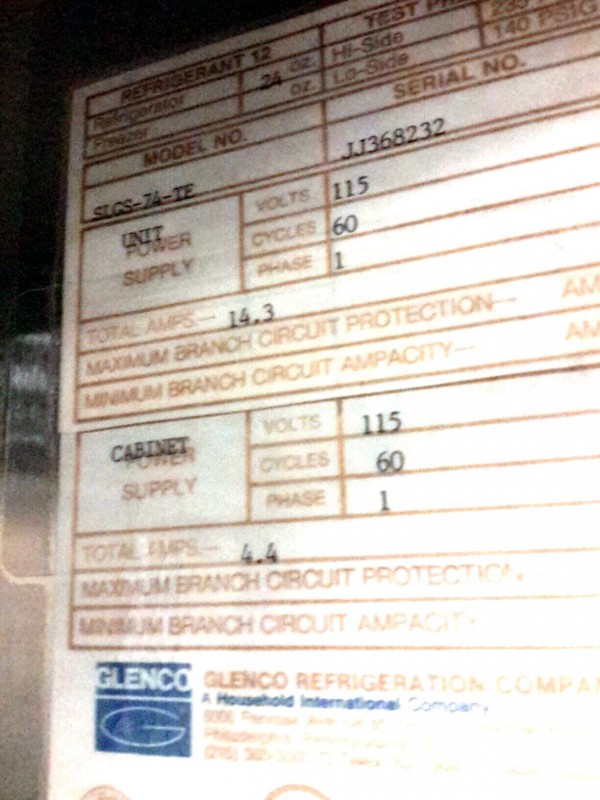 REFRIGERANT 12
TEST
Refrigerator 24 oz. Hi-Side
Freezer oz. Lo-Side 140 PSIG
MODEL NO. SERIAL NO.
SLGS-74-TE JJ368232
UNIT
POWER
SUPPLY
VOLTS 115
CYCLES 60
PHASE 1
TOTAL AMPS.— 14.3
MAXIMUM BRANCH CIRCUIT PROTECTION—
MINIMUM BRANCH CIRCUIT AMPACITY—
CABINET
POWER
SUPPLY
VOLTS 115
CYCLES 60
PHASE 1
TOTAL AMPS.— 4.4
MAXIMUM BRANCH CIRCUIT PROTECTION
MINIMUM BRANCH CIRCUIT AMPACITY
GLENCO
GLENCO REFRIGERATION
A Household International Company